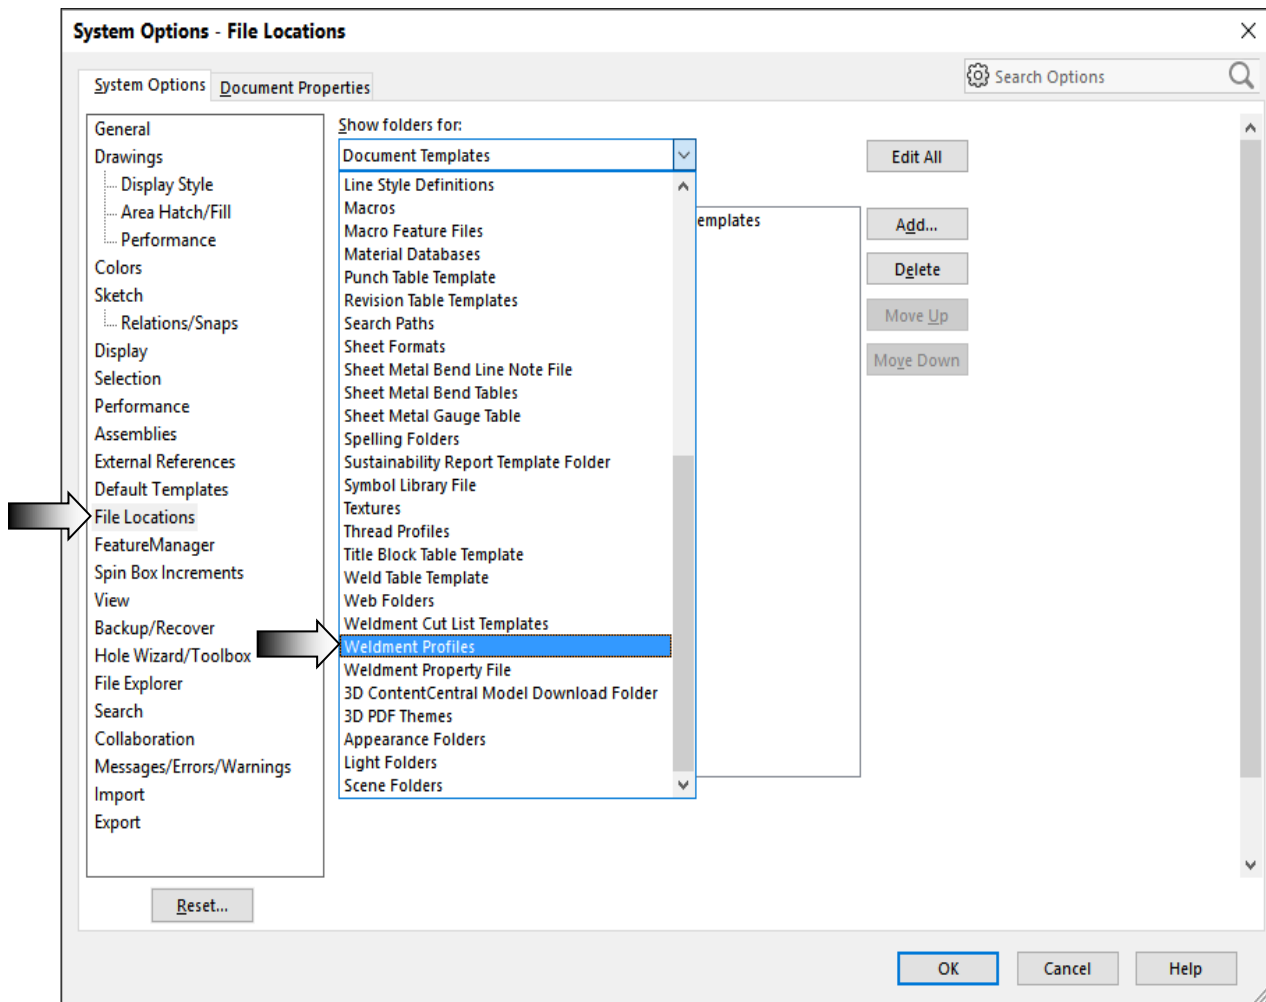 System Options - File Locations
System Options
Document Properties
Search Options
General
Drawings
Display Style
Area Hatch/Fill
Performance
Colors
Sketch
Relations/Snaps
Display
Selection
Performance
Assemblies
External References
Default Templates
File Locations
FeatureManager
Spin Box Increments
View
Backup/Recover
Hole Wizard/Toolbox
File Explorer
Search
Collaboration
Messages/Errors/Warnings
Import
Export
Reset...
Show folders for:
Document Templates
Line Style Definitions
Macros
Macro Feature Files
Material Databases
Punch Table Template
Revision Table Templates
Search Paths
Sheet Formats
Sheet Metal Bend Line Note File
Sheet Metal Bend Tables
Sheet Metal Gauge Table
Spelling Folders
Sustainability Report Template Folder
Symbol Library File
Textures
Thread Profiles
Title Block Table Template
Weld Table Template
Web Folders
Weldment Cut List Templates
Weldment Profiles
Weldment Property File
3D ContentCentral Model Download Folder
3D PDF Themes
Appearance Folders
Light Folders
Scene Folders
emplates
Edit All
Add...
Delete
Move Up
Move Down
OK
Cancel
Help